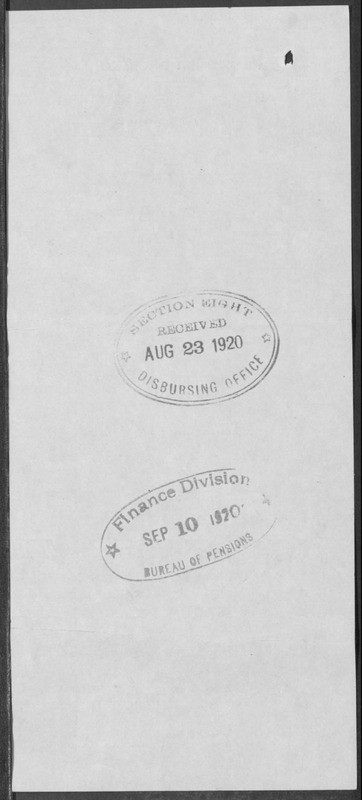 SECTION EIGHT
RECEIVED
AUG 23 1920
DISBURSING OFFICE
Finance Division
SEP 10 1920
BUREAU OF PENSIONS